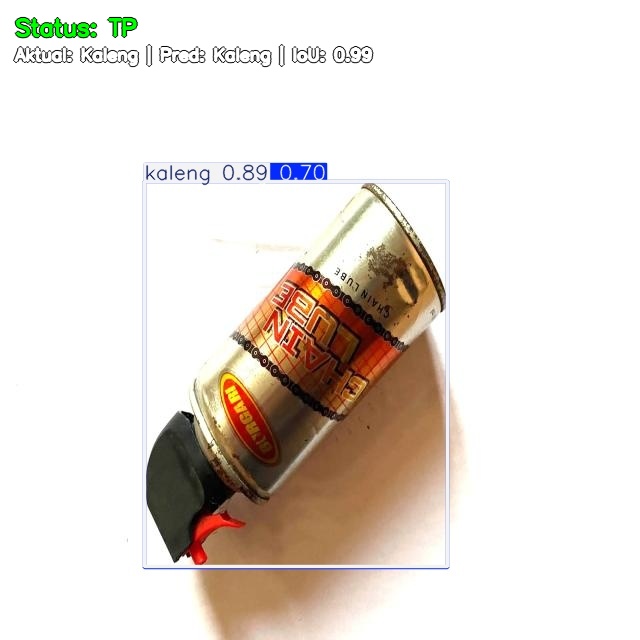 Status: TP
Aktual: Kaleng | Pred: Kaleng | IoU: 0.99
kaleng 0.89 0.70
CHAIN LUBE
CHAIN
LUBE